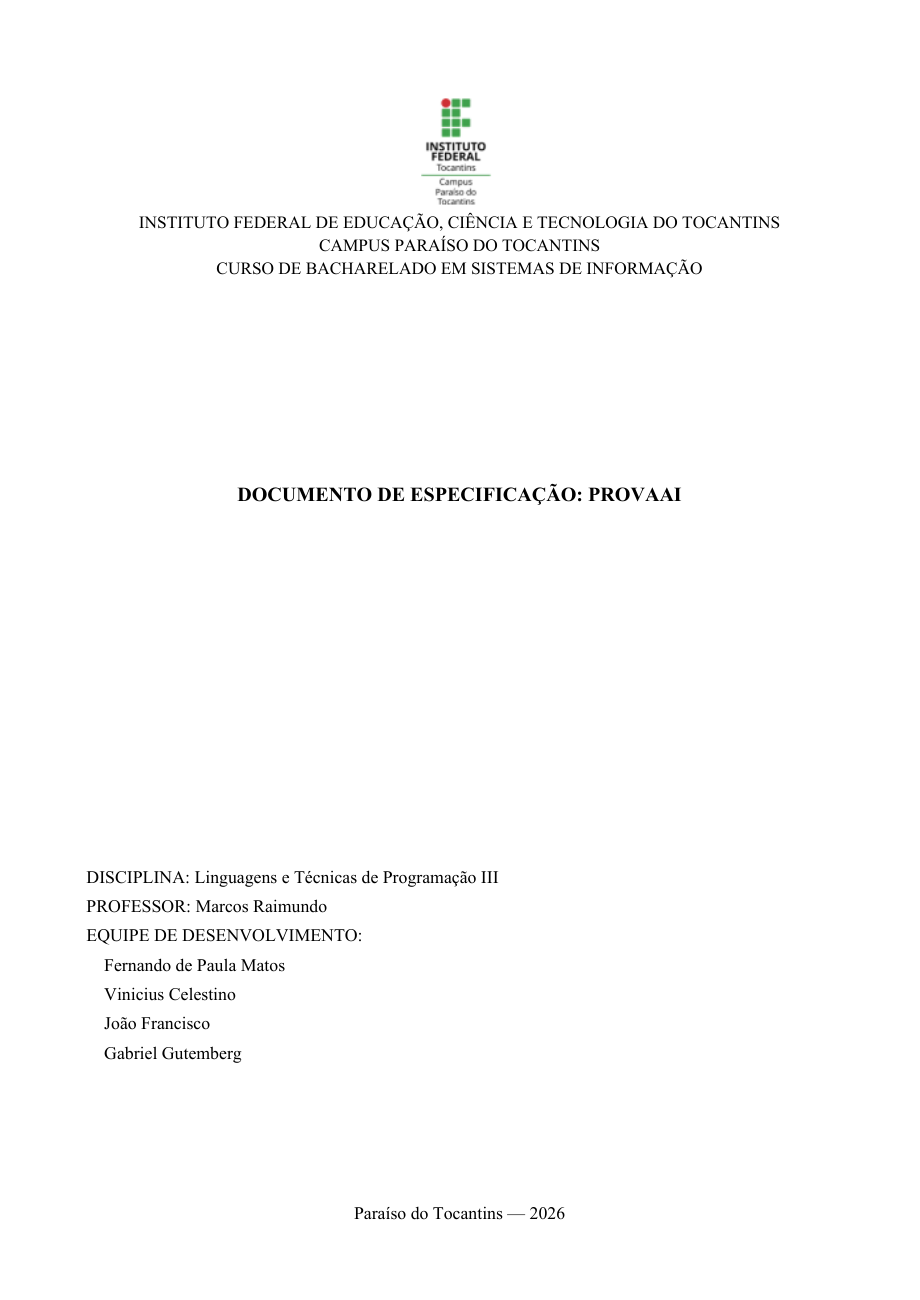 INSTITUTO
FEDERAL
Tocantins
Campus
Paraíso do
Tocantins
INSTITUTO FEDERAL DE EDUCAÇÃO, CIÊNCIA E TECNOLOGIA DO TOCANTINS
CAMPUS PARAÍSO DO TOCANTINS
CURSO DE BACHARELADO EM SISTEMAS DE INFORMAÇÃO
DOCUMENTO DE ESPECIFICAÇÃO: PROVAAI
DISCIPLINA: Linguagens e Técnicas de Programação III
PROFESSOR: Marcos Raimundo
EQUIPE DE DESENVOLVIMENTO:
Fernando de Paula Matos
Vinicius Celestino
João Francisco
Gabriel Gutemberg
Paraíso do Tocantins — 2026